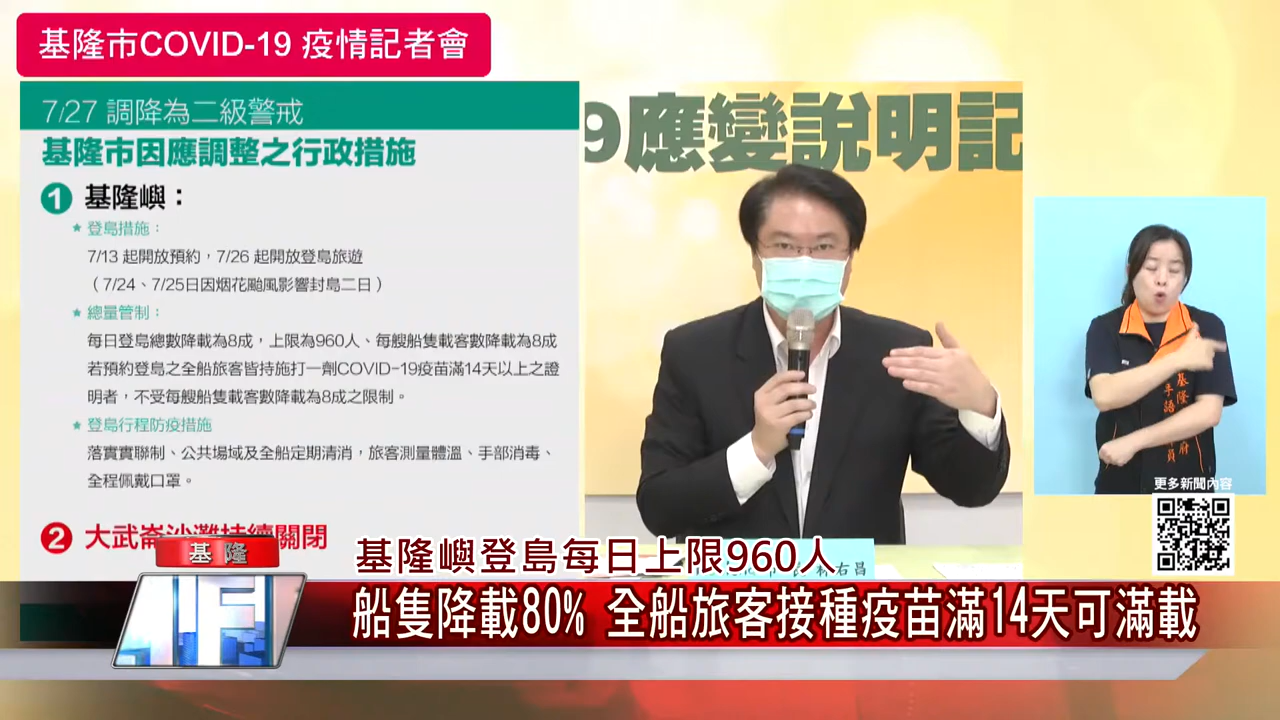 基隆市COVID-19 疫情記者會
7/27 調降為二級警戒
基隆市因應調整之行政措施
1 基隆嶼：
★ 登島措施：
7/13 起開放預約，7/26 起開放登島旅遊
（7/24、7/25日因烟花颱風影響封島二日）
★ 總量管制：
每日登島總數降載為8成，上限為960人、每艘船隻載客數降載為8成
若預約登島之全船旅客皆持施打一劑COVID-19疫苗滿14天以上之證
明者，不受每艘船隻載客數降載為8成之限制。
★ 登島行程防疫措施
落實實聯制、公共場域及全船定期清消，旅客測量體溫、手部消毒、
全程佩戴口罩。
2 大武崙沙灘持續關閉
9應變說明記
基隆 府
手語 員
更多新聞內容
右昌
基隆
基隆嶼登島每日上限960人
船隻降載80% 全船旅客接種疫苗滿14天可滿載